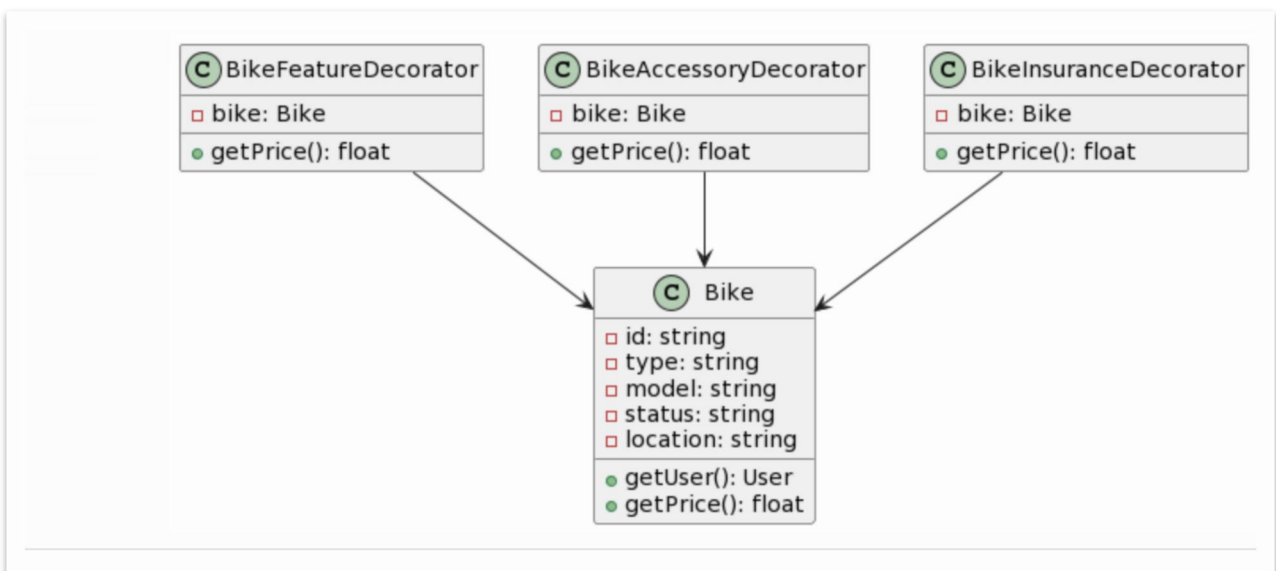 C BikeFeatureDecorator
bike: Bike
getPrice(): float
C BikeAccessoryDecorator
bike: Bike
getPrice(): float
C BikeInsuranceDecorator
bike: Bike
getPrice(): float
C Bike
id: string
type: string
model: string
status: string
location: string
getUser(): User
getPrice(): float